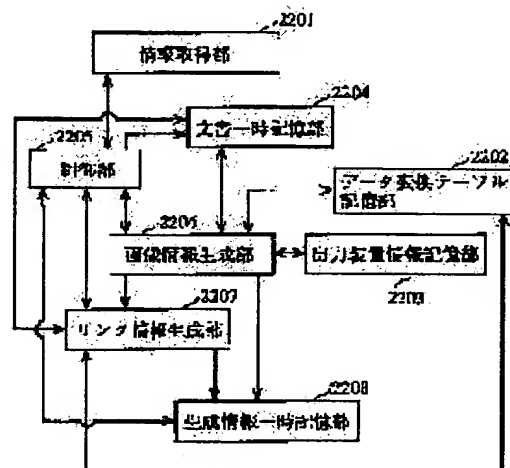 2201
情報取得部
2204
文書一時記憶部
2205
制御部
2202
データ変換テーブル
記憶部
2206
画像情報生成部
出力装置情報記憶部
2203
2207
リンク情報生成部
2208
生成情報一時記憶部